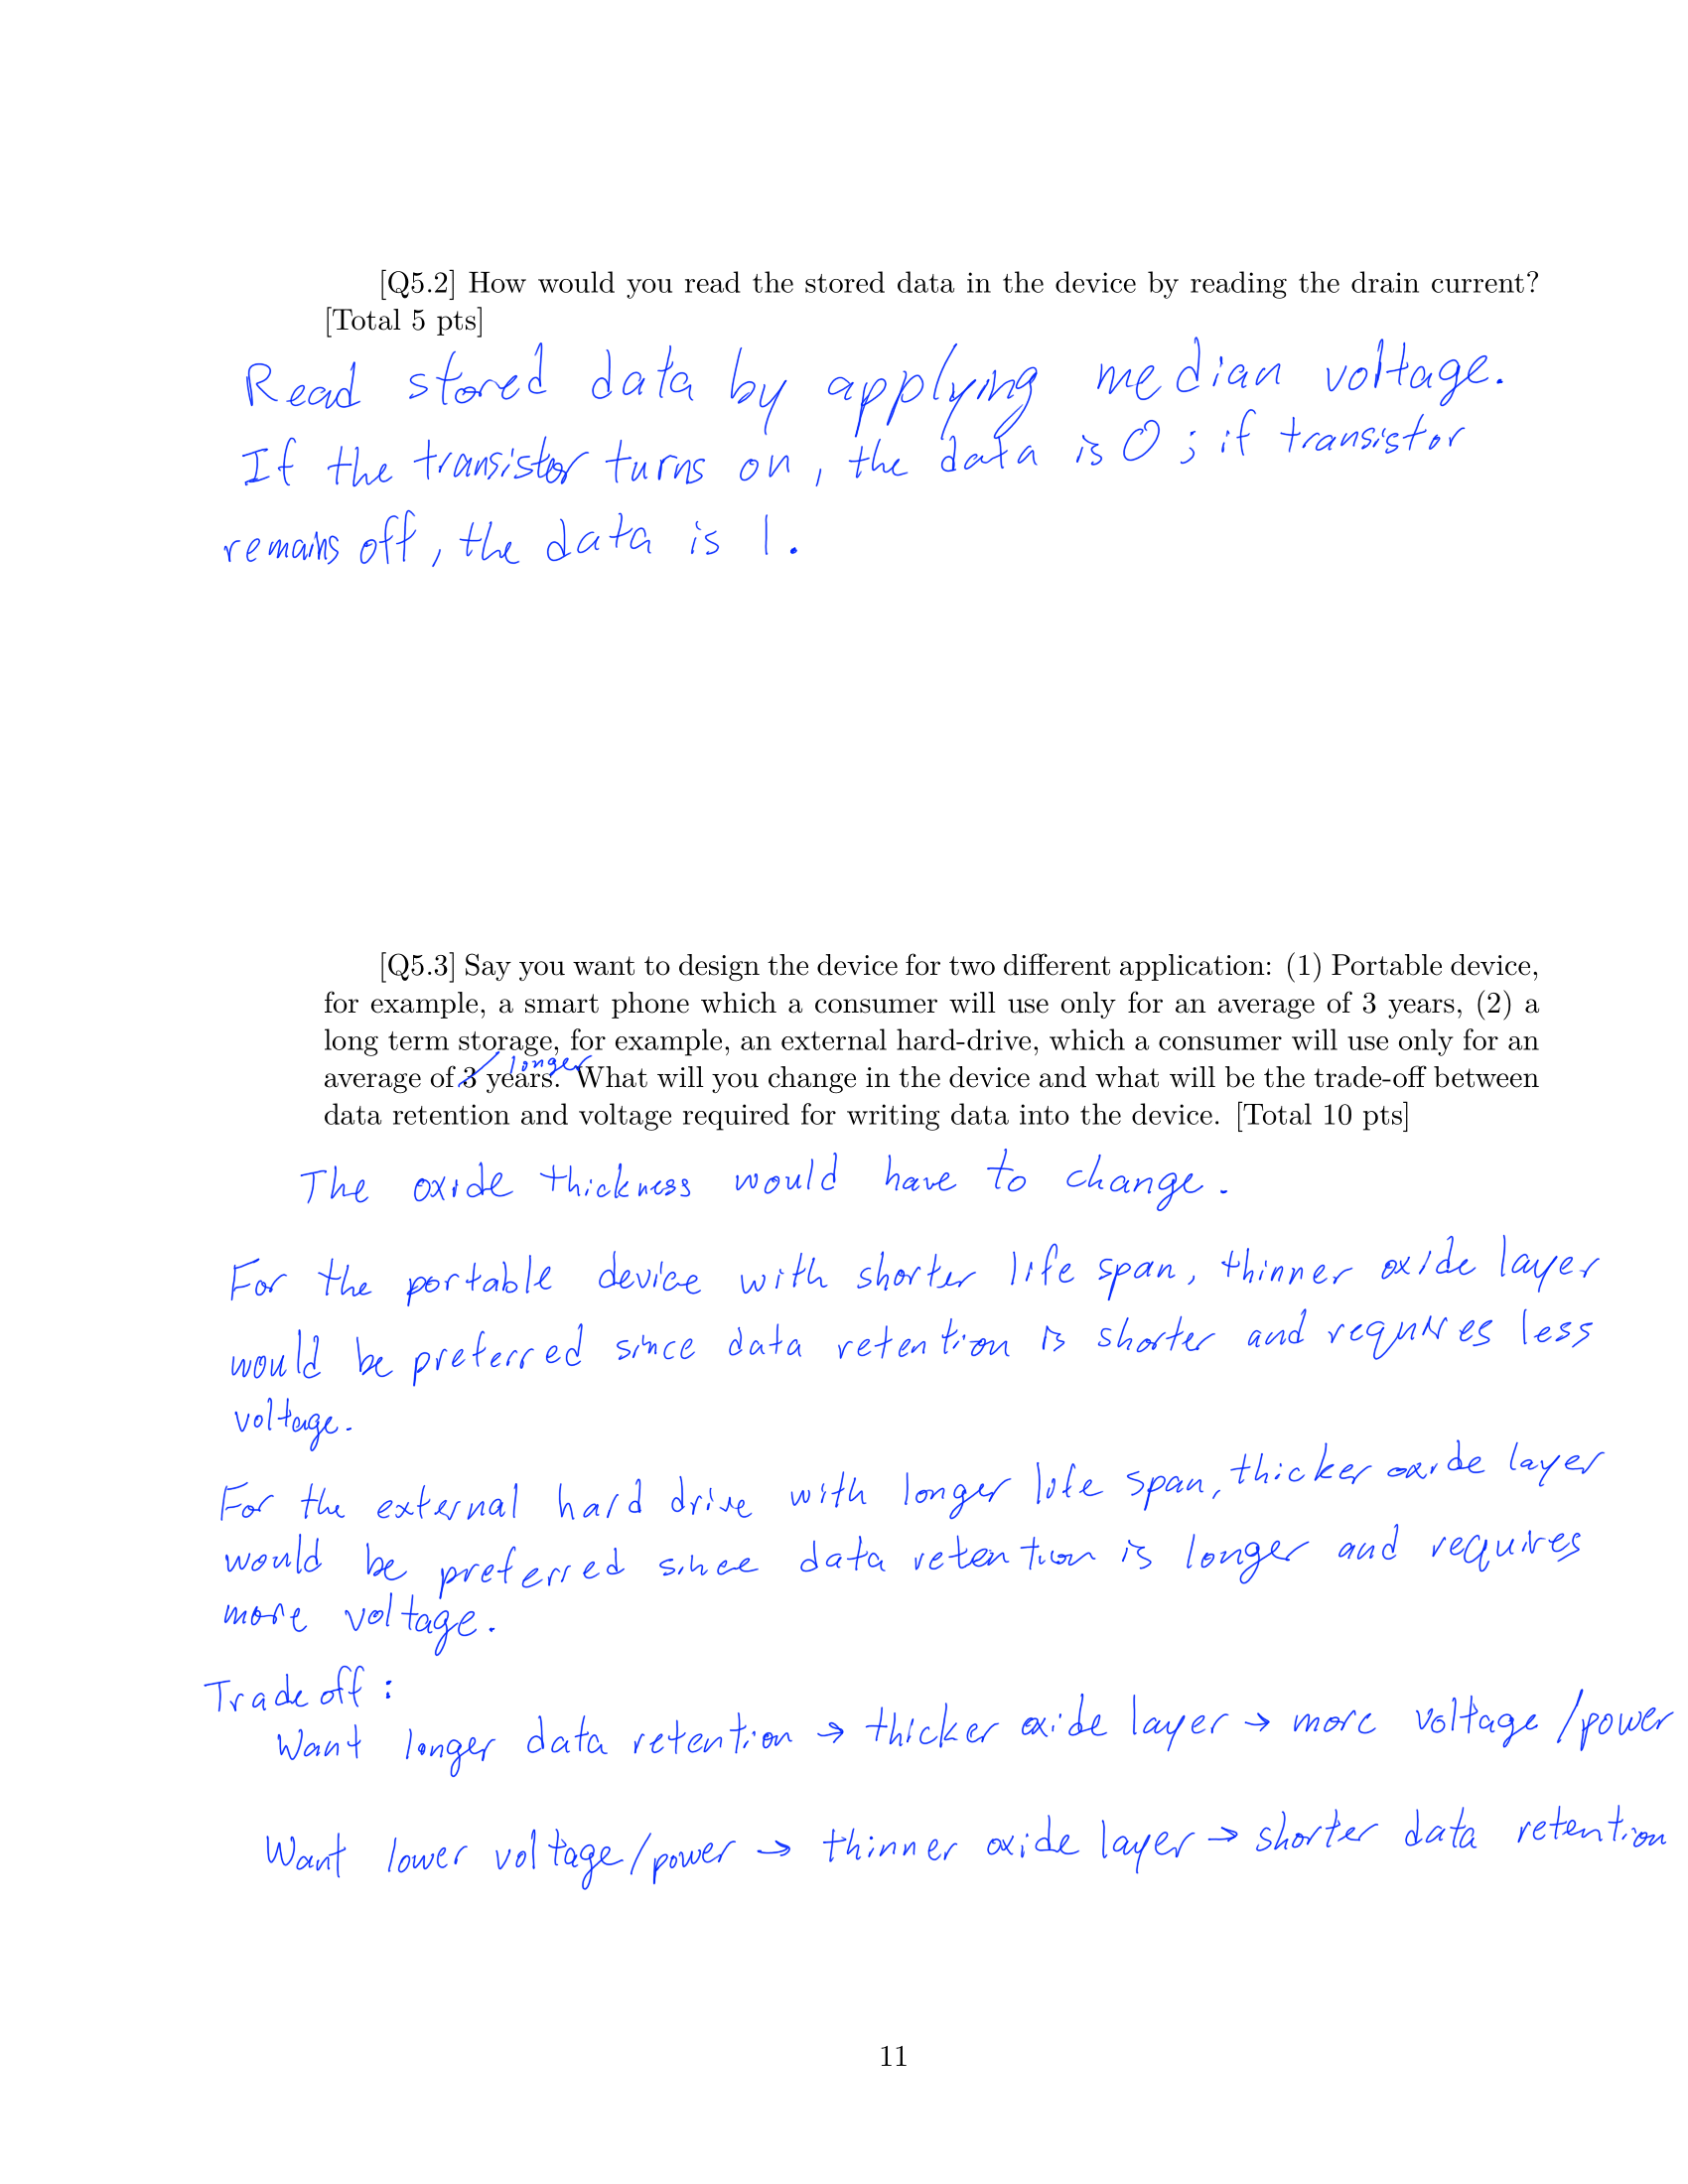 [Q5.2] How would you read the stored data in the device by reading the drain current?
[Total 5 pts]
Read stored data by applying median voltage.
If the transistor turns on, the data is 0; if transistor
remains off, the data is 1.
[Q5.3] Say you want to design the device for two different application: (1) Portable device,
for example, a smart phone which a consumer will use only for an average of 3 years, (2) a
long term storage, for example, an external hard-drive, which a consumer will use only for an
longer
average of 3 years. What will you change in the device and what will be the trade-off between
data retention and voltage required for writing data into the device. [Total 10 pts]
The oxide thickness would have to change.
For the portable device with shorter life span, thinner oxide layer
would be preferred since data retention is shorter and requires less
voltage.
For the external hard drive with longer life span, thicker oxide layer
would be preferred since data retention is longer and requires
more voltage.
Trade off:
Want longer data retention → thicker oxide layer → more voltage/power
Want lower voltage/power → thinner oxide layer → shorter data retention
11